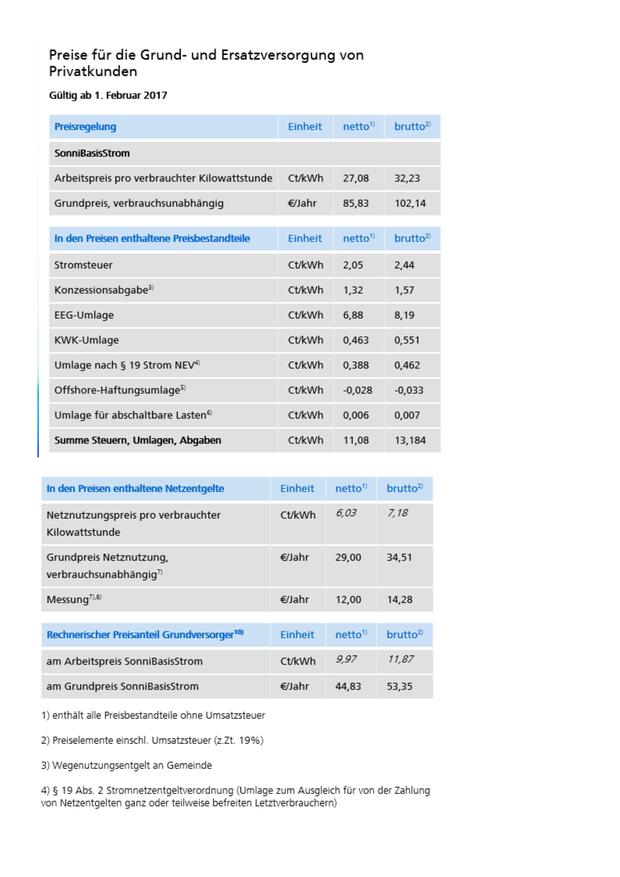 Preise für die Grund- und Ersatzversorgung von
Privatkunden
Gültig ab 1. Februar 2017
Preisregelung Einheit netto1) brutto2)
SonniBasisStrom
Arbeitspreis pro verbrauchter Kilowattstunde Ct/kWh 27,08 32,23
Grundpreis, verbrauchsunabhängig €/Jahr 85,83 102,14
In den Preisen enthaltene Preisbestandteile Einheit netto1) brutto2)
Stromsteuer Ct/kWh 2,05 2,44
Konzessionsabgabe3) Ct/kWh 1,32 1,57
EEG-Umlage Ct/kWh 6,88 8,19
KWK-Umlage Ct/kWh 0,463 0,551
Umlage nach § 19 Strom NEV4) Ct/kWh 0,388 0,462
Offshore-Haftungsumlage5) Ct/kWh -0,028 -0,033
Umlage für abschaltbare Lasten6) Ct/kWh 0,006 0,007
Summe Steuern, Umlagen, Abgaben Ct/kWh 11,08 13,184
In den Preisen enthaltene Netzentgelte Einheit netto1) brutto2)
Netznutzungspreis pro verbrauchter Ct/kWh 6,03 7,18
Kilowattstunde
Grundpreis Netznutzung, €/Jahr 29,00 34,51
verbrauchsunabhängig7)
Messung7),8) €/Jahr 12,00 14,28
Rechnerischer Preisanteil Grundversorger10) Einheit netto1) brutto2)
am Arbeitspreis SonniBasisStrom Ct/kWh 9,97 11,87
am Grundpreis SonniBasisStrom €/Jahr 44,83 53,35
1) enthält alle Preisbestandteile ohne Umsatzsteuer
2) Preiselemente einschl. Umsatzsteuer (z.Zt. 19%)
3) Wegenutzungsentgelt an Gemeinde
4) § 19 Abs. 2 Stromnetzentgeltverordnung (Umlage zum Ausgleich für von der Zahlung
von Netzentgelten ganz oder teilweise befreiten Letztverbrauchern)